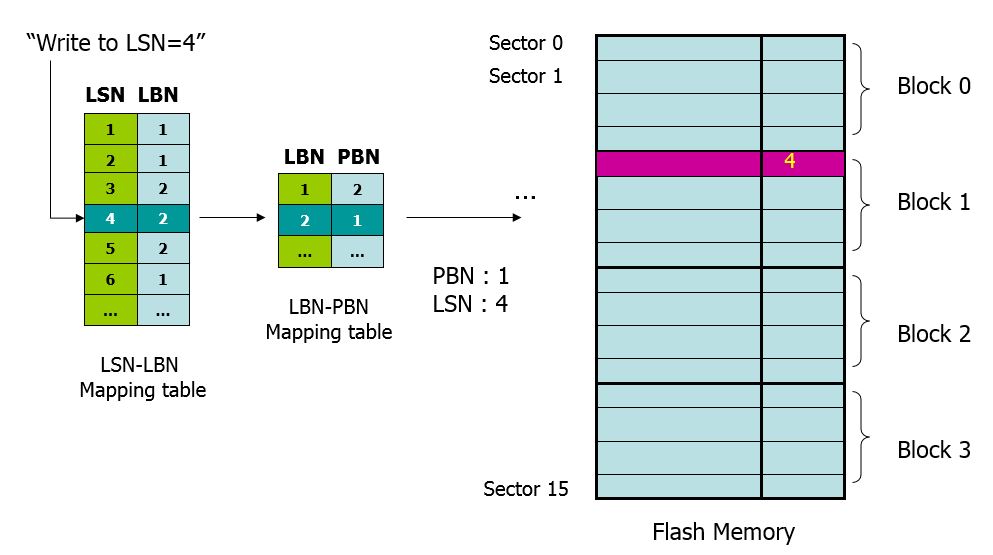 “Write to LSN=4”
LSN LBN
1 1
2 1
3 2
4 2
5 2
6 1
... ...
LSN-LBN
Mapping table
LBN PBN
1 2
2 1
... ...
LBN-PBN
Mapping table
...
PBN : 1
LSN : 4
Sector 0
Sector 1
4
Sector 15
Block 0
Block 1
Block 2
Block 3
Flash Memory